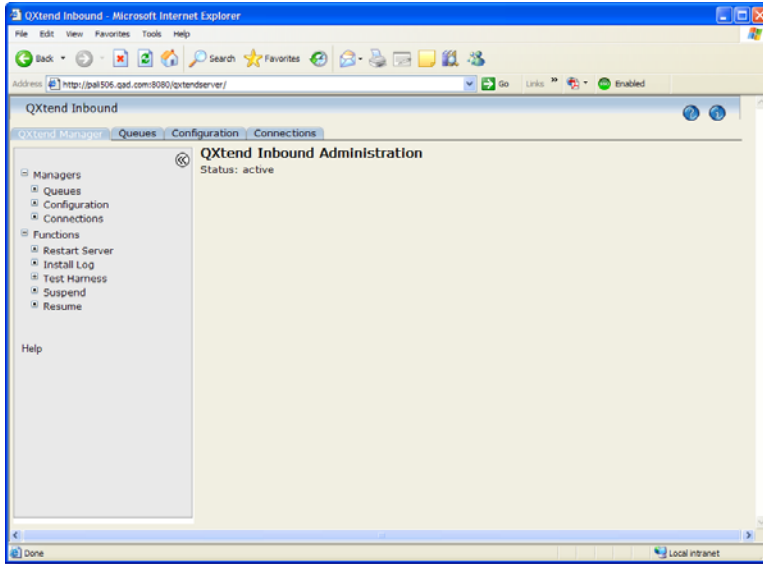 QXtend Inbound - Microsoft Internet Explorer
File Edit View Favorites Tools Help
Back Search Favorites
Address http://pali506.qad.com:8080/qxtendserver/ Go Links » Enabled
QXtend Inbound
QXtend Manager Queues Configuration Connections
QXtend Inbound Administration
Status: active
Managers
Queues
Configuration
Connections
Functions
Restart Server
Install Log
Test Harness
Suspend
Resume
Help
Done Local intranet